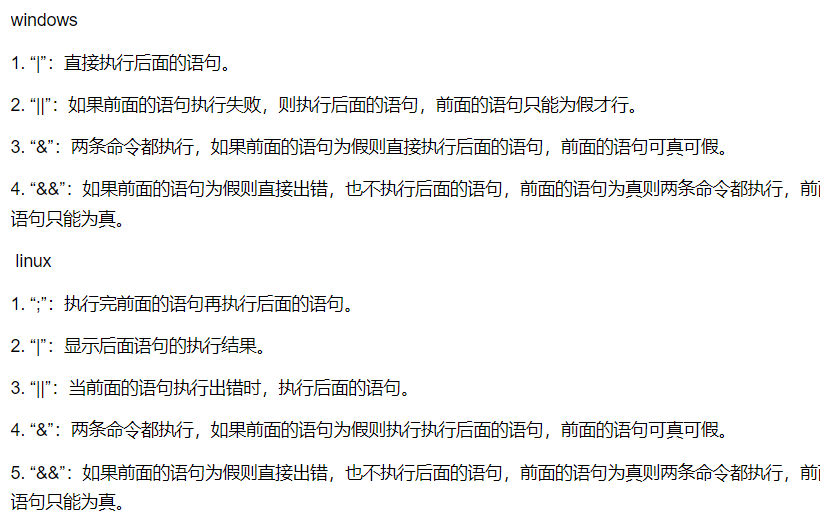 windows
1. “|”：直接执行后面的语句。
2. “||”：如果前面的语句执行失败，则执行后面的语句，前面的语句只能为假才行。
3. “&”：两条命令都执行，如果前面的语句为假则直接执行后面的语句，前面的语句可真可假。
4. “&&”：如果前面的语句为假则直接出错，也不执行后面的语句，前面的语句为真则两条命令都执行，前面
语句只能为真。
linux
1. “;”：执行完前面的语句再执行后面的语句。
2. “|”：显示后面语句的执行结果。
3. “||”：当前面的语句执行出错时，执行后面的语句。
4. “&”：两条命令都执行，如果前面的语句为假则执行执行后面的语句，前面的语句可真可假。
5. “&&”：如果前面的语句为假则直接出错，也不执行后面的语句，前面的语句为真则两条命令都执行，前面
语句只能为真。